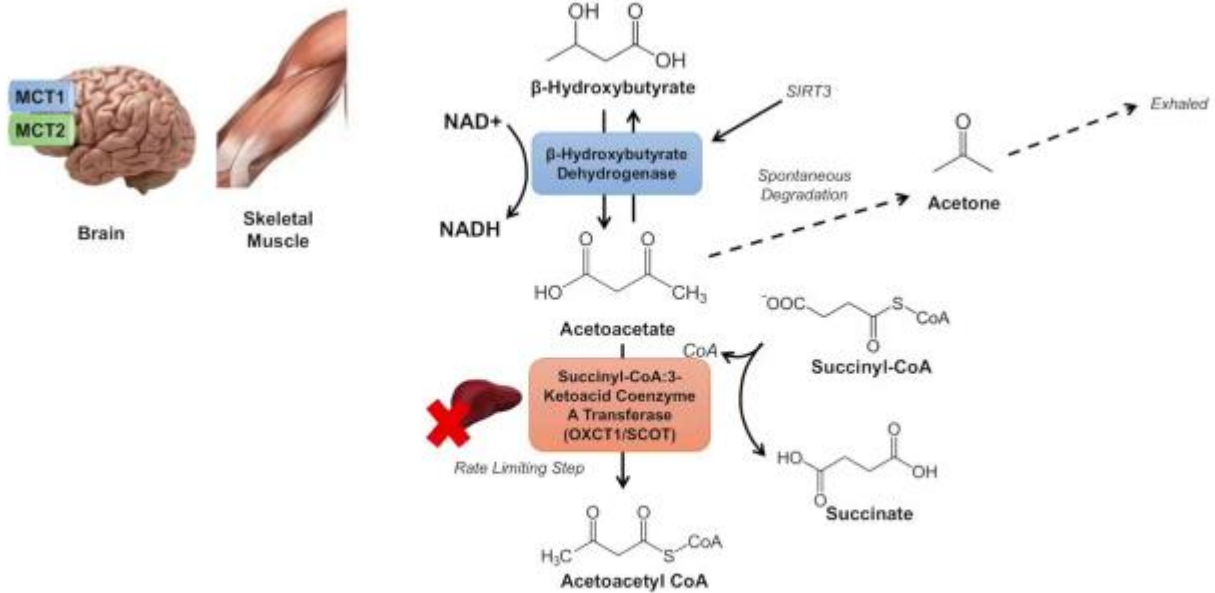 MCT1
MCT2
Brain
Skeletal
Muscle
OH
O
OH
β-Hydroxybutyrate
SIRT3
NAD+
β-Hydroxybutyrate
Dehydrogenase
NADH
Spontaneous
Degradation
O
Acetone
Exhaled
O
O
HO
CH3
Acetoacetate
-OOC
S
CoA
O
Succinyl-CoA
CoA
Succinyl-CoA:3-
Ketoacid Coenzyme
A Transferase
(OXCT1/SCOT)
Rate Limiting Step
O
HO
OH
O
Succinate
O
O
H3C
S
CoA
Acetoacetyl CoA